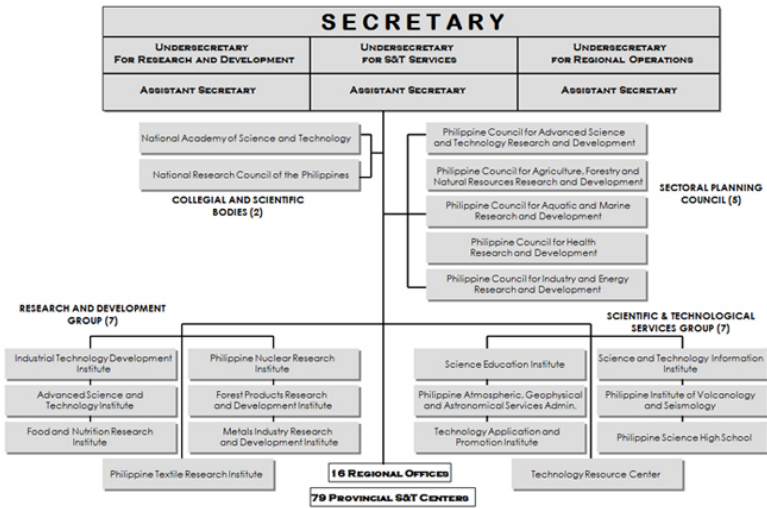 SECRETARY
UNDERSECRETARY
FOR RESEARCH AND DEVELOPMENT
UNDERSECRETARY
FOR S&T SERVICES
UNDERSECRETARY
FOR REGIONAL OPERATIONS
ASSISTANT SECRETARY
ASSISTANT SECRETARY
ASSISTANT SECRETARY
National Academy of Science and Technology
National Research Council of the Philippines
COLLEGIAL AND SCIENTIFIC
BODIES (2)
Philippine Council for Advanced Science
and Technology Research and Development
Philippine Council for Agriculture, Forestry and
Natural Resources Research and Development
Philippine Council for Aquatic and Marine
Research and Development
Philippine Council for Health
Research and Development
Philippine Council for Industry and Energy
Research and Development
SECTORAL PLANNING
COUNCIL (5)
RESEARCH AND DEVELOPMENT
GROUP (7)
Industrial Technology Development
Institute
Philippine Nuclear Research
Institute
Advanced Science and
Technology Institute
Forest Products Research
and Development Institute
Food and Nutrition Research
Institute
Metals Industry Research
and Development Institute
Philippine Textile Research Institute
SCIENTIFIC & TECHNOLOGICAL
SERVICES GROUP (7)
Science Education Institute
Science and Technology Information
Institute
Philippine Atmospheric, Geophysical
and Astronomical Services Admin.
Philippine Institute of Volcanology
and Seismology
Technology Application and
Promotion Institute
Philippine Science High School
Technology Resource Center
16 REGIONAL OFFICES
79 PROVINCIAL S&T CENTERS